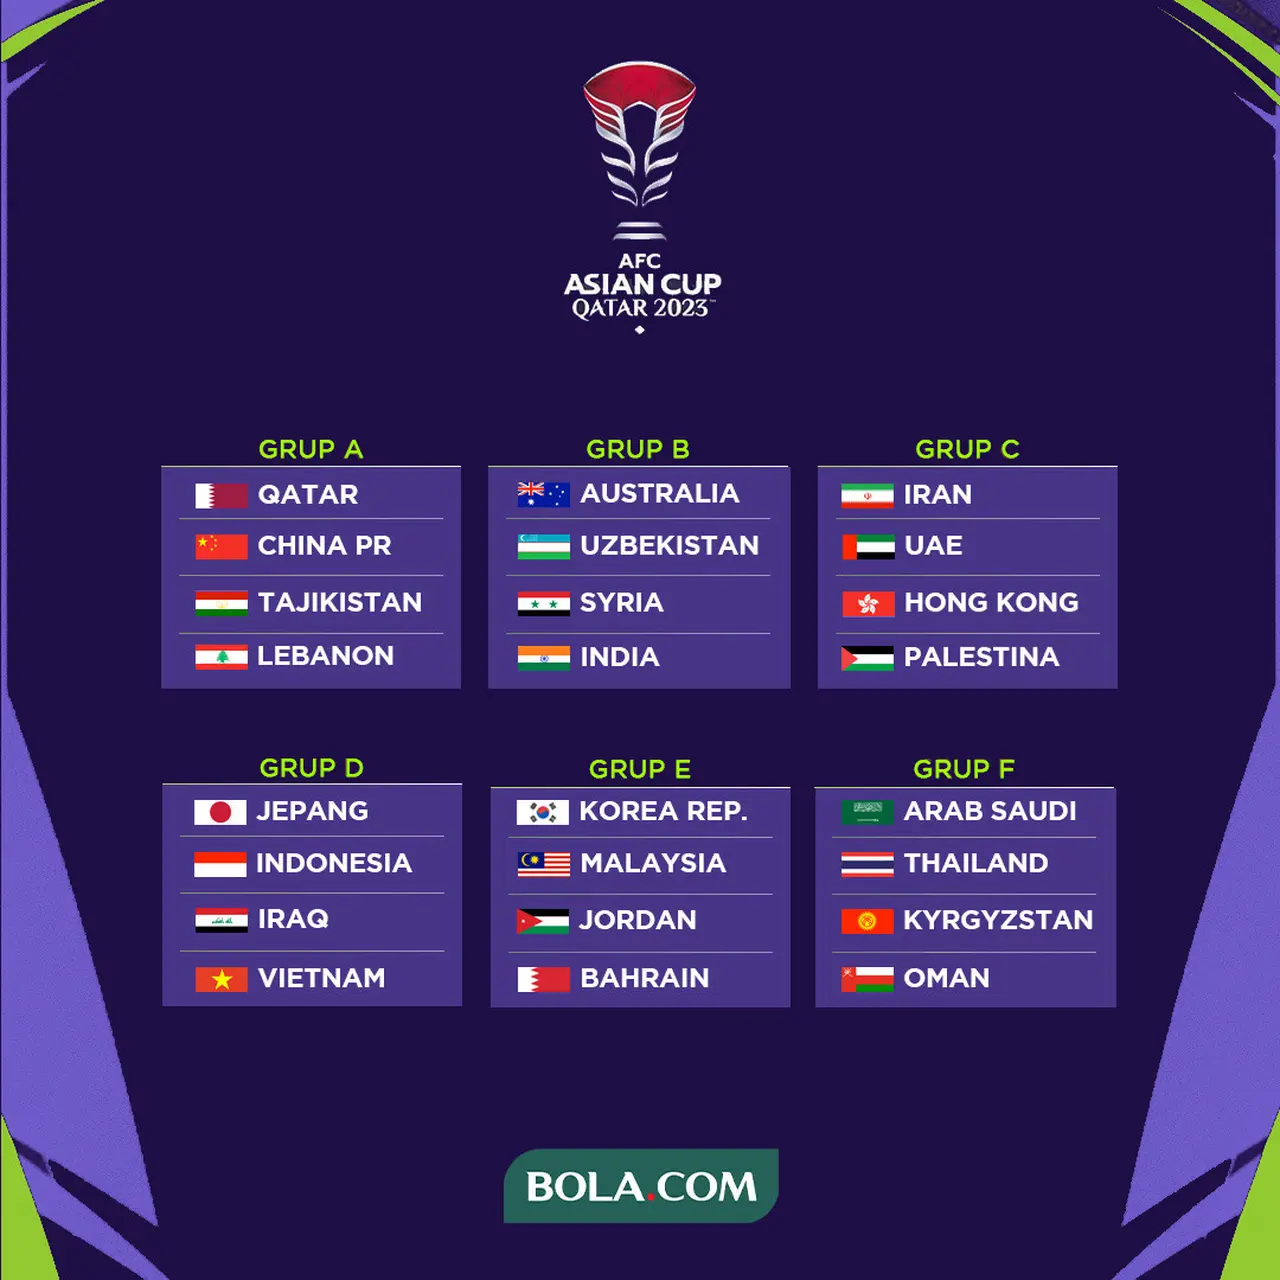 AFC
ASIAN CUP
QATAR 2023™
GRUP A
QATAR
CHINA PR
TAJIKISTAN
LEBANON
GRUP B
AUSTRALIA
UZBEKISTAN
SYRIA
INDIA
GRUP C
IRAN
UAE
HONG KONG
PALESTINA
GRUP D
JEPANG
INDONESIA
IRAQ
VIETNAM
GRUP E
KOREA REP.
MALAYSIA
JORDAN
BAHRAIN
GRUP F
ARAB SAUDI
THAILAND
KYRGYZSTAN
OMAN
BOLA.COM